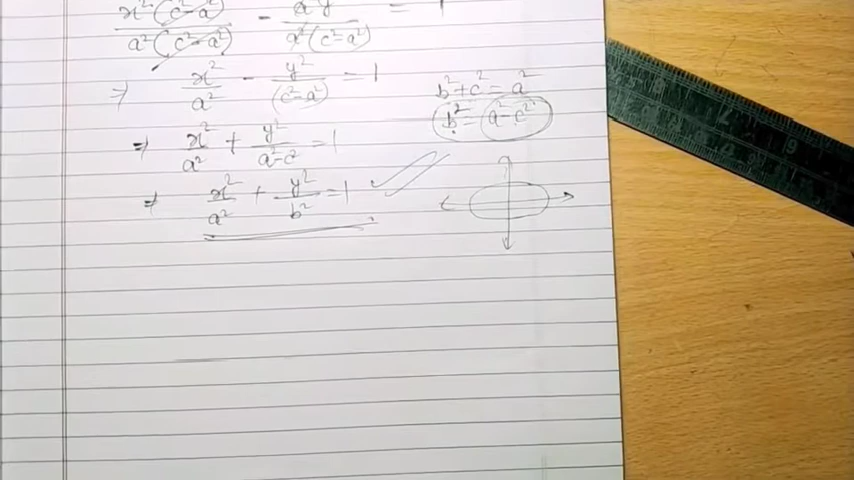 x²(c²-a²)/a²(c²-a²) - a²y²/a²(c²-a²) = 1
⇒ x²/a² - y²/(c²-a²) = 1
b²+c² = a²
b² = a²-c²
⇒ x²/a² + y²/a²-c² = 1
⇒ x²/a² + y²/b² = 1